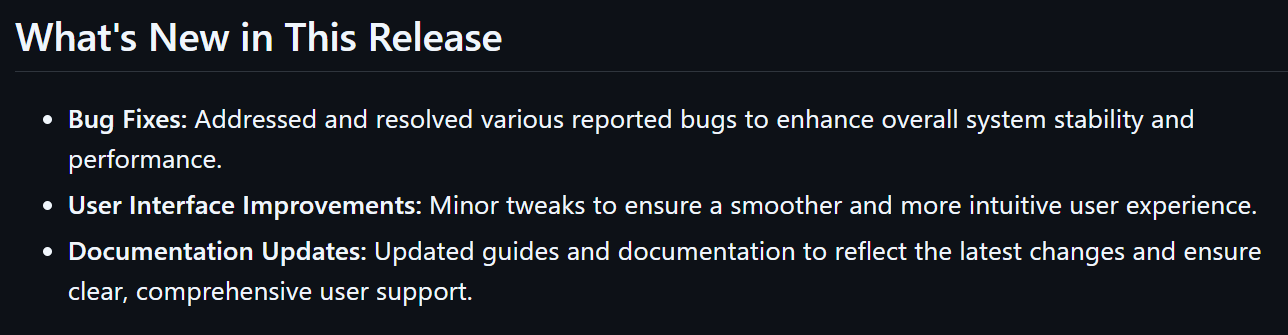 What's New in This Release
• Bug Fixes: Addressed and resolved various reported bugs to enhance overall system stability and
performance.
• User Interface Improvements: Minor tweaks to ensure a smoother and more intuitive user experience.
• Documentation Updates: Updated guides and documentation to reflect the latest changes and ensure
clear, comprehensive user support.